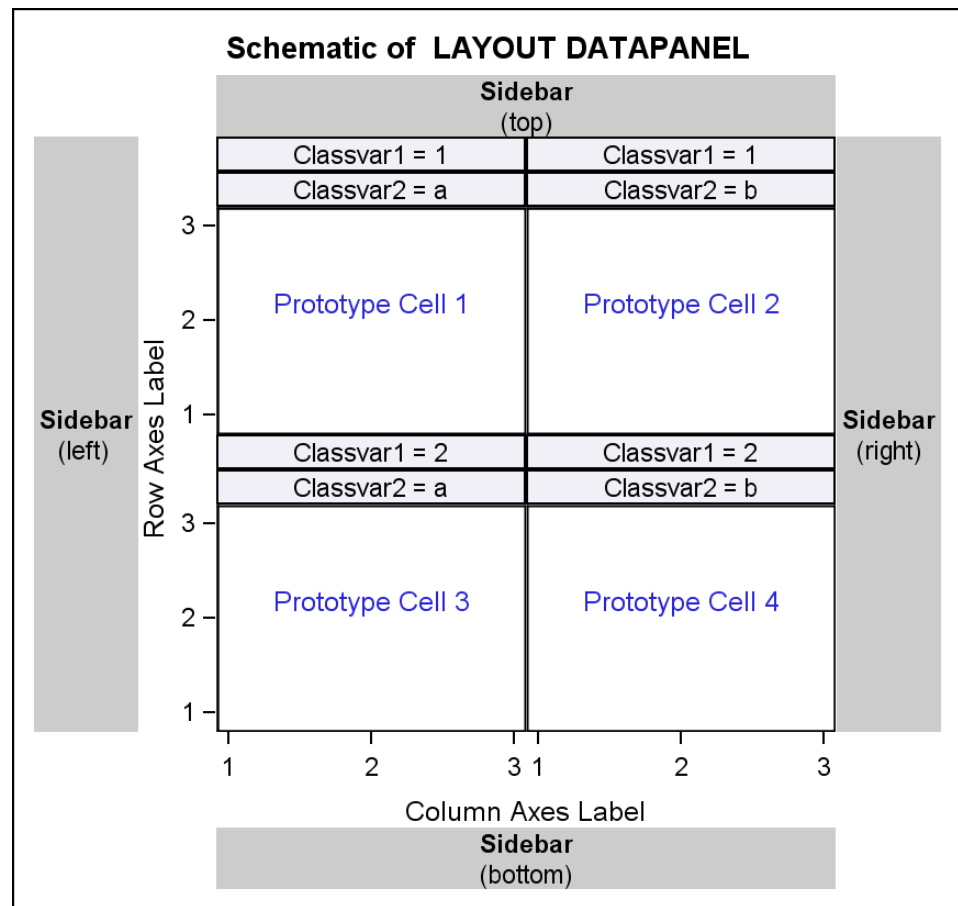 Schematic of LAYOUT DATAPANEL
Sidebar
(top)
Classvar1 = 1
Classvar1 = 1
Classvar2 = a
Classvar2 = b
3
Prototype Cell 1
Prototype Cell 2
2
1
Row Axes Label
Sidebar
(left)
Sidebar
(right)
Classvar1 = 2
Classvar1 = 2
Classvar2 = a
Classvar2 = b
3
Prototype Cell 3
Prototype Cell 4
2
1
1 2 3 1 2 3
Column Axes Label
Sidebar
(bottom)